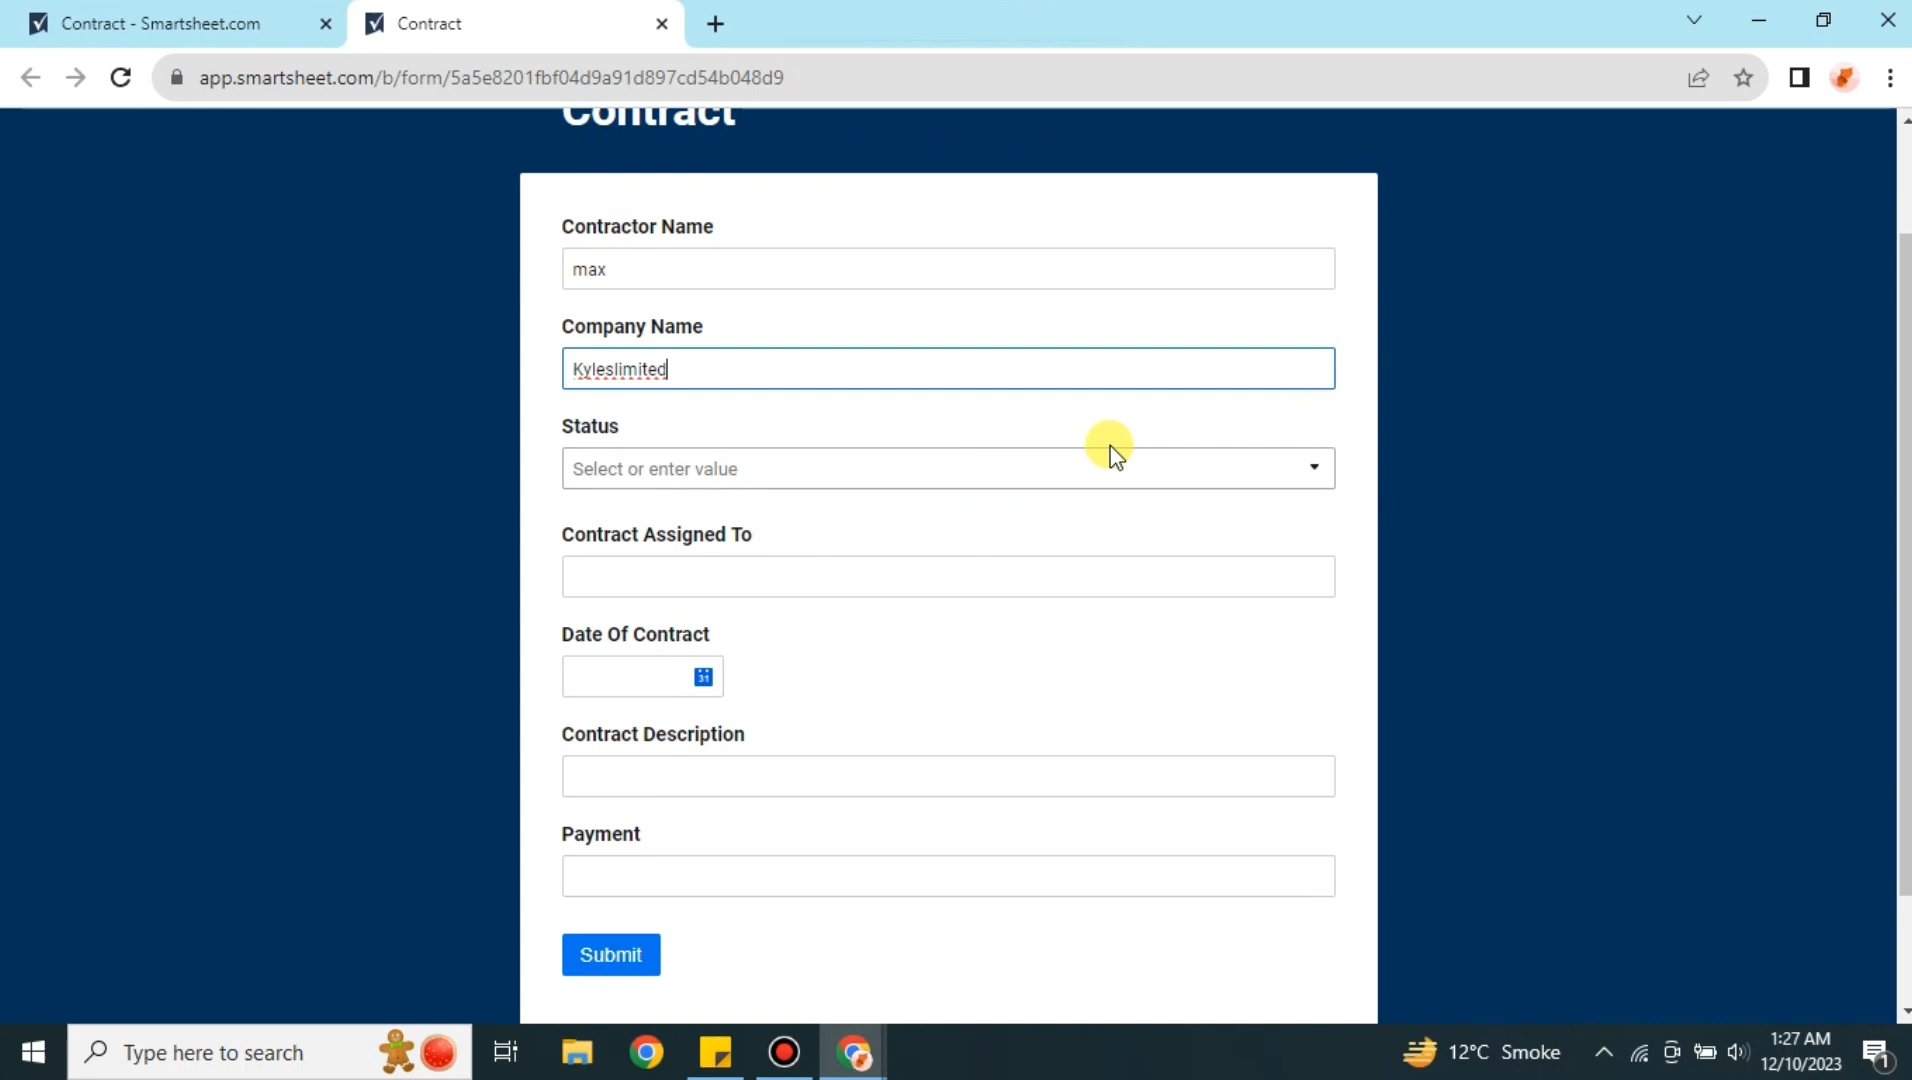 Contract - Smartsheet.com
Contract
app.smartsheet.com/b/form/5a5e8201fbf04d9a91d897cd54b048d9
Contract
Contractor Name
max
Company Name
Kyleslimited
Status
Select or enter value
Contract Assigned To
Date Of Contract
31
Contract Description
Payment
Submit
Type here to search
12°C Smoke
1:27 AM
12/10/2023
1